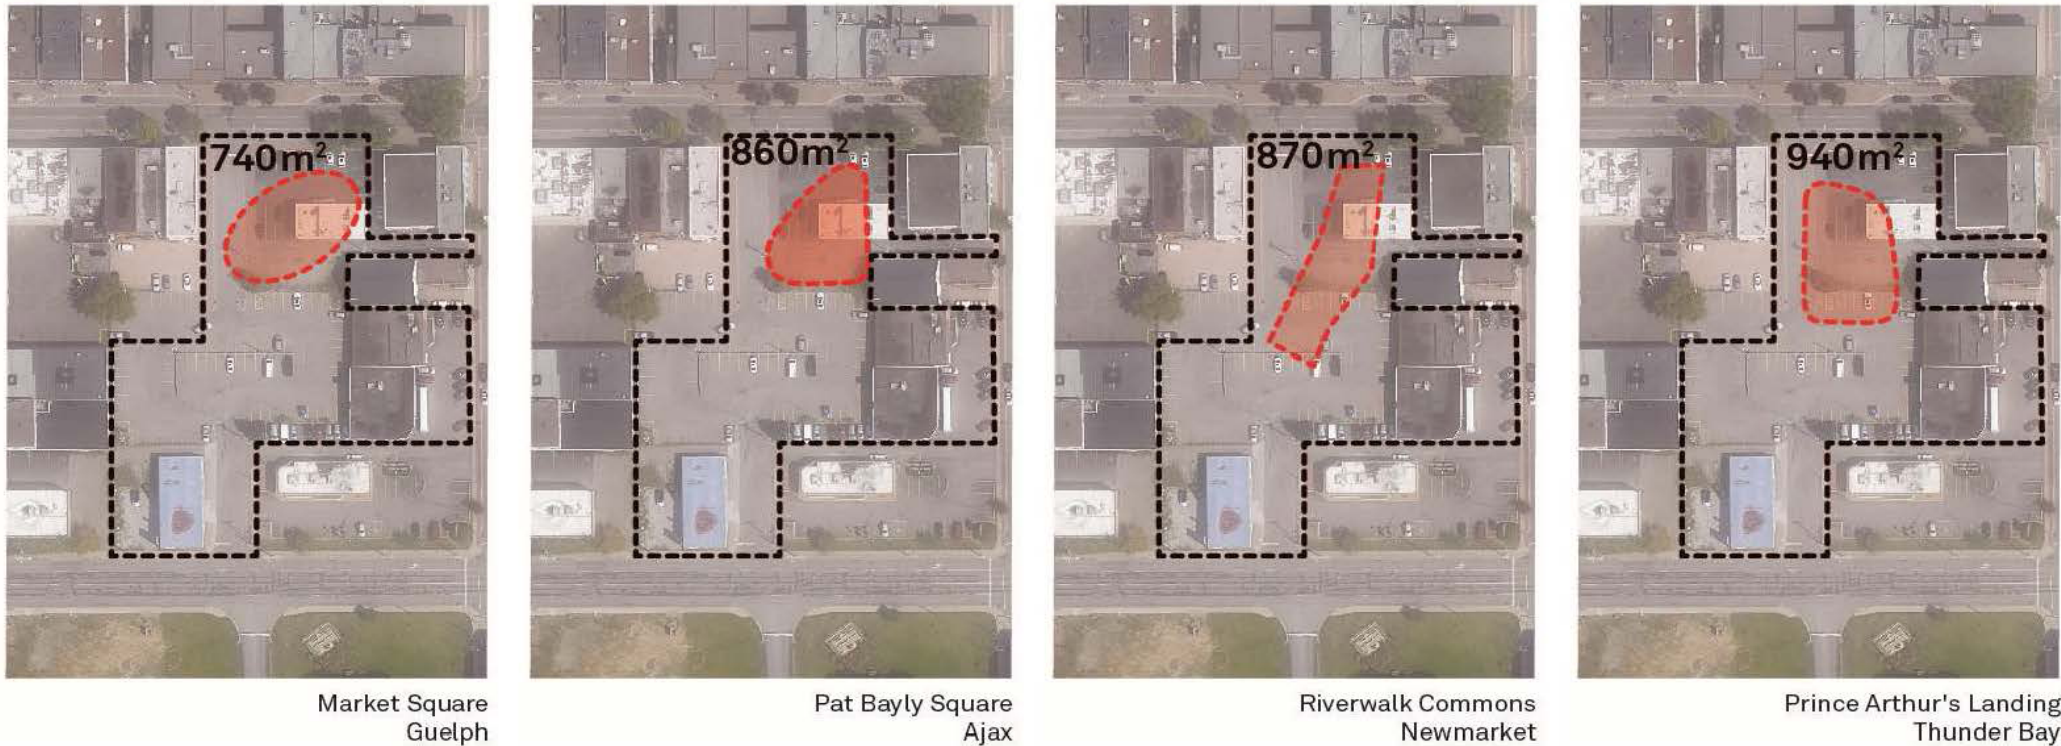 740m²
860m²
870m²
940m²
Market Square
Guelph
Pat Bayly Square
Ajax
Riverwalk Commons
Newmarket
Prince Arthur's Landing
Thunder Bay